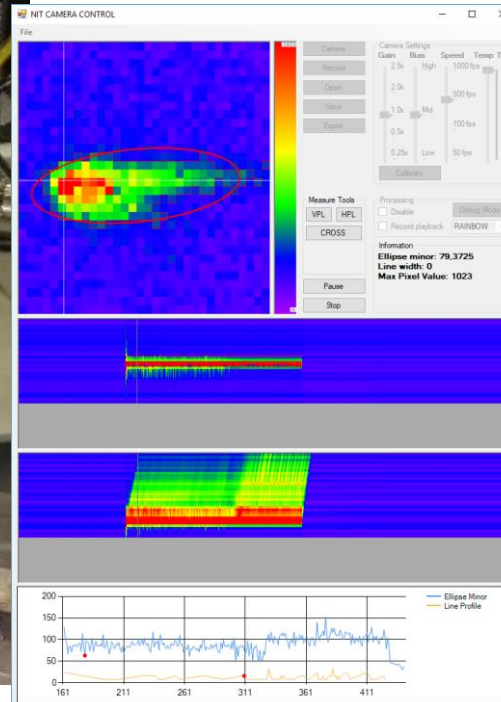 NIT CAMERA CONTROL
File
Camera
Record
Open
Save
Export
Measure Tools
VPL HPL
CROSS
Pause
Stop
Camera Settings
Gain Bias Speed Temp
2.5x High 1000 fps
2.0x
500 fps
1.0x Mid
100 fps
0.5x
0.25x Low 50 fps
Calibrate
Processing
Disable Debug Mode
Record playback RAINBOW
Information
Ellipse minor: 79,3725
Line width: 0
Max Pixel Value: 1023
200
150
100
50
0
161 211 261 311 361 411
Ellipse Minor
Line Profile